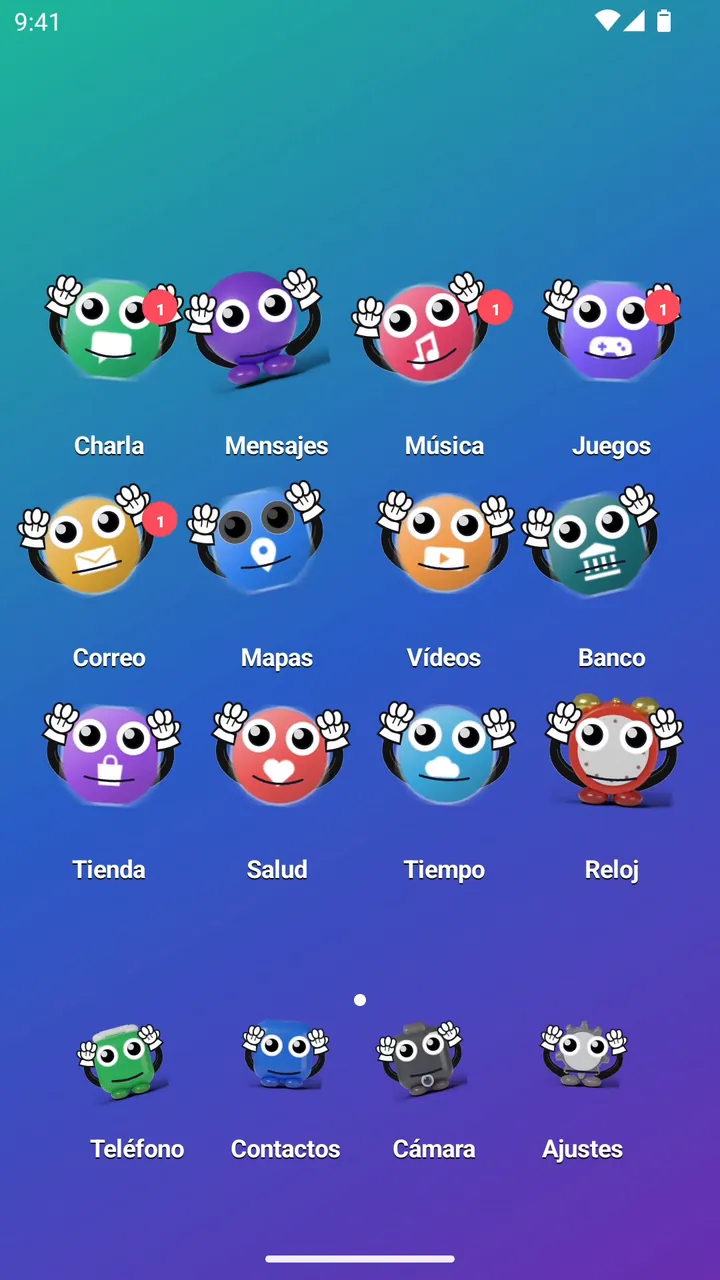 9:41
1
1
1
Charla
Mensajes
Música
Juegos
1
Correo
Mapas
Vídeos
Banco
Tienda
Salud
Tiempo
Reloj
Teléfono
Contactos
Cámara
Ajustes